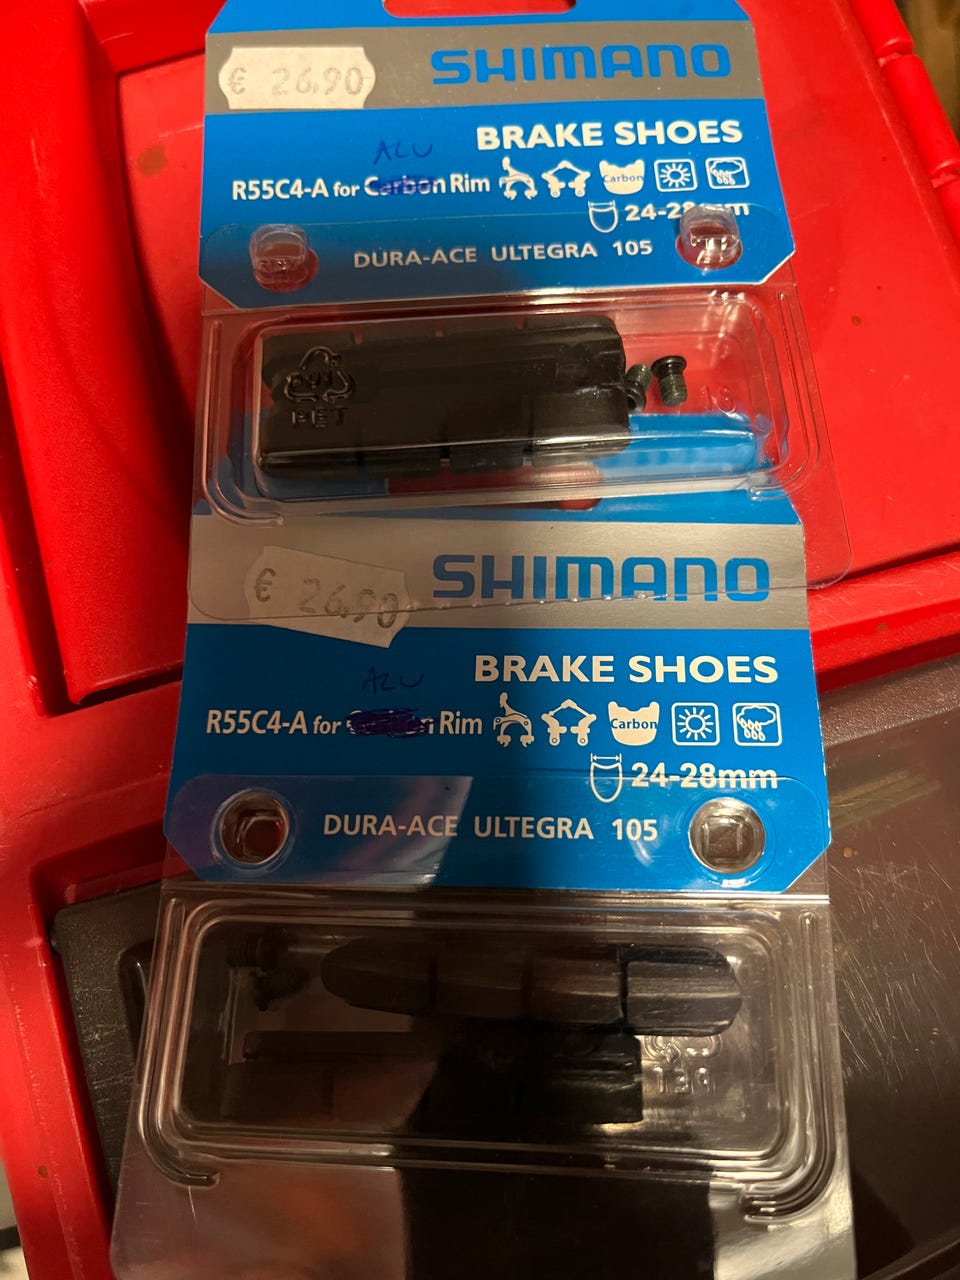 € 26,90
SHIMANO
BRAKE SHOES
ALU
R55C4-A for Carbon Rim
Carbon
24-28mm
DURA-ACE ULTEGRA 105
PET
€ 26,90
SHIMANO
BRAKE SHOES
ALU
R55C4-A for Rim
Carbon
24-28mm
DURA-ACE ULTEGRA 105
PET